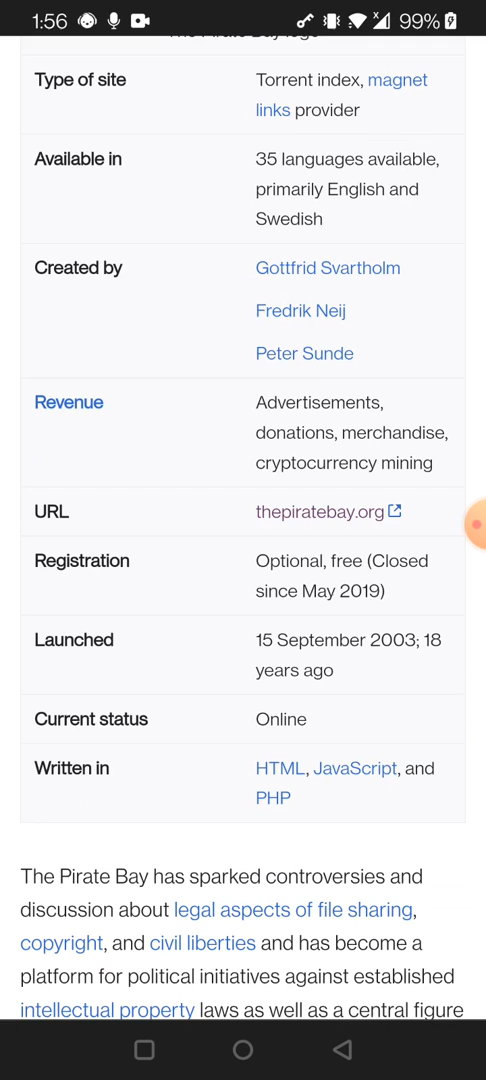 1:56 99%
The Pirate Bay logo
Type of site Torrent index, magnet
links provider
Available in 35 languages available,
primarily English and
Swedish
Created by Gottfrid Svartholm
Fredrik Neij
Peter Sunde
Revenue Advertisements,
donations, merchandise,
cryptocurrency mining
URL thepiratebay.org
Registration Optional, free (Closed
since May 2019)
Launched 15 September 2003; 18
years ago
Current status Online
Written in HTML, JavaScript, and
PHP
The Pirate Bay has sparked controversies and
discussion about legal aspects of file sharing,
copyright, and civil liberties and has become a
platform for political initiatives against established
intellectual property laws as well as a central figure